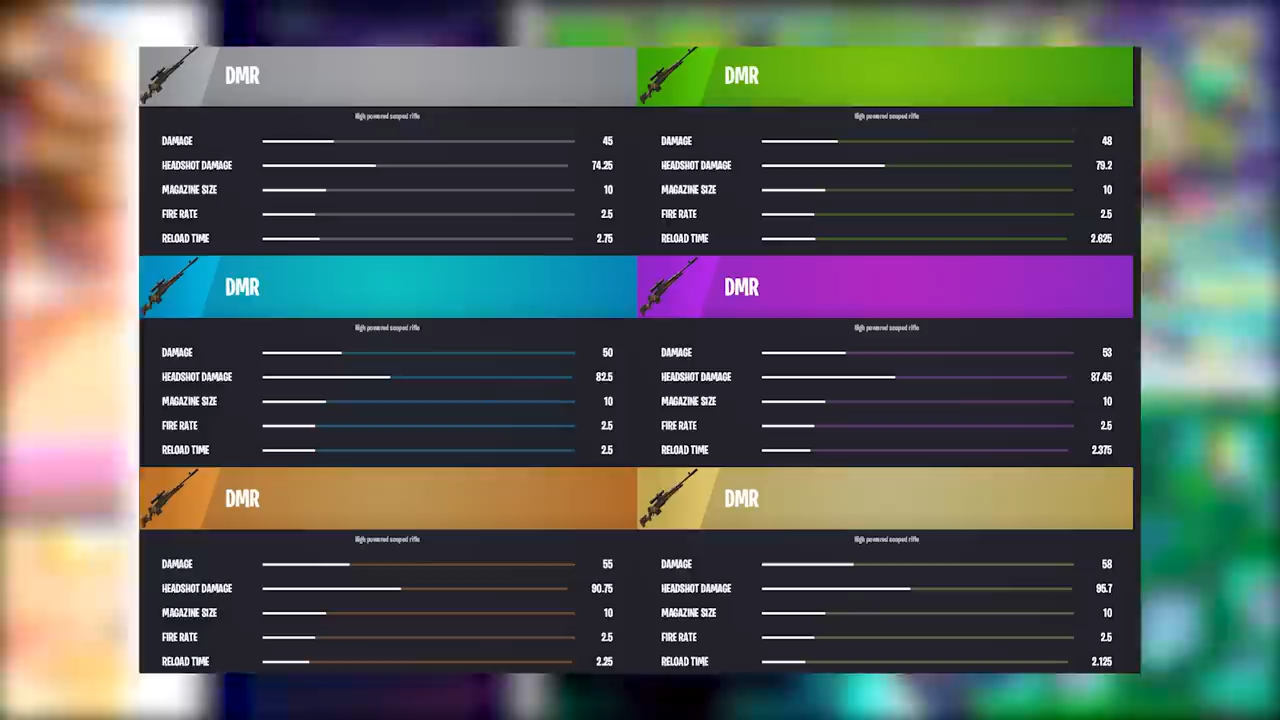 DMR
High powered scoped rifle
DAMAGE 45
HEADSHOT DAMAGE 74.25
MAGAZINE SIZE 10
FIRE RATE 2.5
RELOAD TIME 2.75
DMR
High powered scoped rifle
DAMAGE 48
HEADSHOT DAMAGE 79.2
MAGAZINE SIZE 10
FIRE RATE 2.5
RELOAD TIME 2.625
DMR
High powered scoped rifle
DAMAGE 50
HEADSHOT DAMAGE 82.5
MAGAZINE SIZE 10
FIRE RATE 2.5
RELOAD TIME 2.5
DMR
High powered scoped rifle
DAMAGE 53
HEADSHOT DAMAGE 87.45
MAGAZINE SIZE 10
FIRE RATE 2.5
RELOAD TIME 2.375
DMR
High powered scoped rifle
DAMAGE 55
HEADSHOT DAMAGE 90.75
MAGAZINE SIZE 10
FIRE RATE 2.5
RELOAD TIME 2.25
DMR
High powered scoped rifle
DAMAGE 58
HEADSHOT DAMAGE 95.7
MAGAZINE SIZE 10
FIRE RATE 2.5
RELOAD TIME 2.125